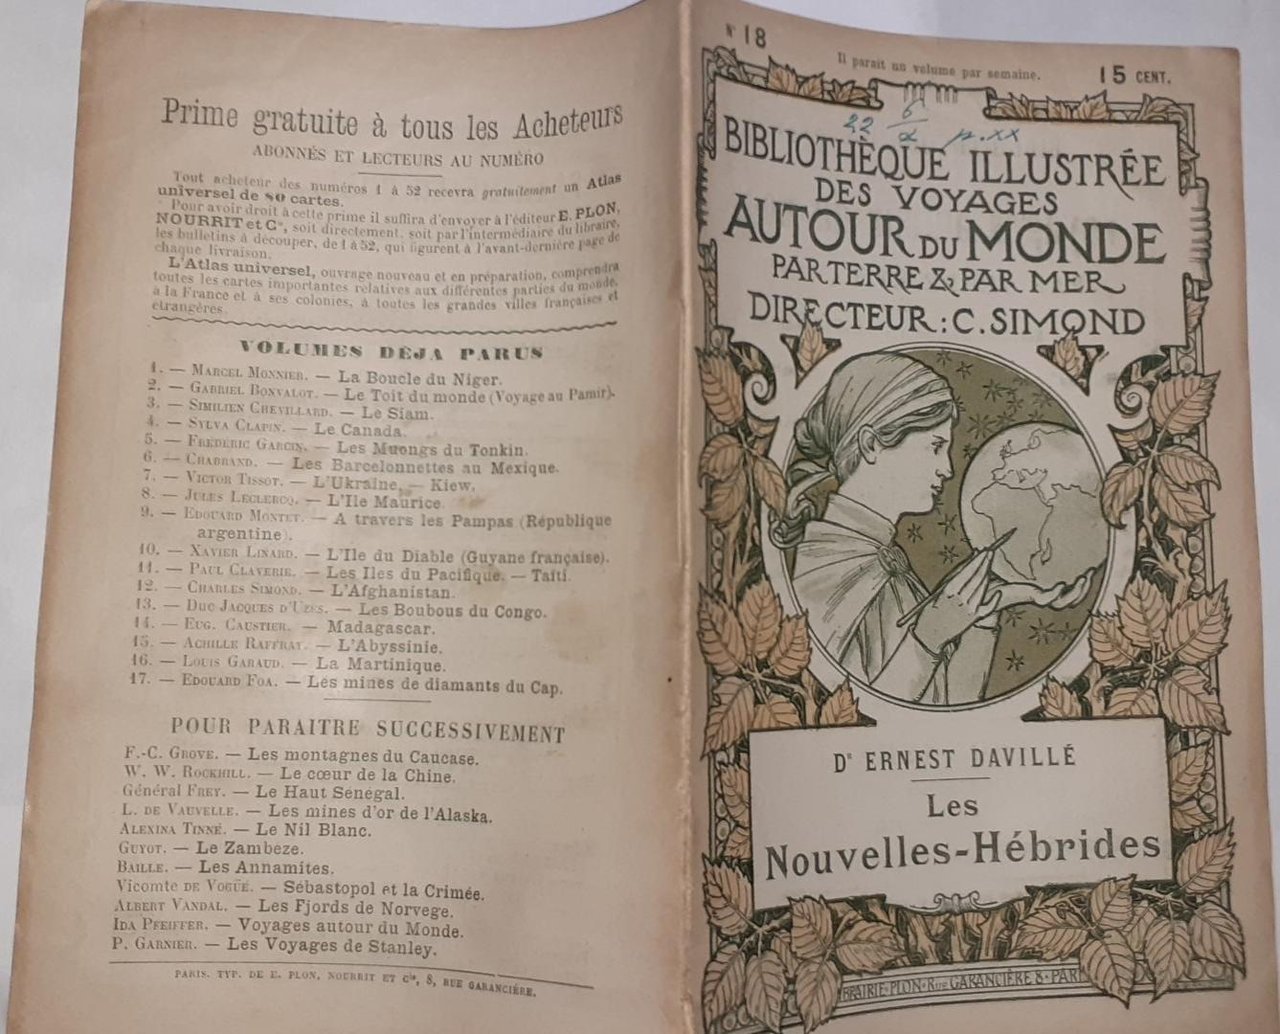 Prime gratuite à tous les Acheteurs
ABONNÉS ET LECTEURS AU NUMÉRO
Tout acheteur des numéros 1 à 52 recevra gratuitement un Atlas
universel de 80 cartes.
Pour avoir droit à cette prime il suffira d'envoyer à l'éditeur E. PLON,
NOURRIT et Cie, soit directement, soit par l'intermédiaire du libraire,
les bulletins à découper, de 1 à 52, qui figurent à l'avant-dernière page de
chaque livraison.
L'Atlas universel, ouvrage nouveau et en préparation, comprendra
toutes les cartes importantes relatives aux différentes parties du monde,
à la France et à ses colonies, à toutes les grandes villes françaises et
étrangères.
VOLUMES DÉJA PARUS
1. — MARCEL MONNIER. — La Boucle du Niger.
2. — GABRIEL BONVALOT. — Le Toit du monde (Voyage au Pamir).
3. — SIMILIEN CHEVILLARD. — Le Siam.
4. — SYLVA CLAPIN. — Le Canada.
5. — FRÉDÉRIC GARCIN. — Les Muongs du Tonkin.
6. — CHABRAND. — Les Barcelonnettes au Mexique.
7. — VICTOR TISSOT. — L'Ukraine. — Kiew.
8. — JULES LECLERCQ. — L'Ile Maurice.
9. — EDOUARD MONTET. — A travers les Pampas (République
argentine).
10. — XAVIER LINARD. — L'Ile du Diable (Guyane française).
11. — PAUL CLAVERIE. — Les Iles du Pacifique. — Taïti.
12. — CHARLES SIMOND. — L'Afghanistan.
13. — Duc JACQUES D'UZÈS. — Les Boubous du Congo.
14. — EUG. CAUSTIER. — Madagascar.
15. — ACHILLE RAFFRAY. — L'Abyssinie.
16. — LOUIS GARAUD. — La Martinique.
17. — EDOUARD FOA. — Les mines de diamants du Cap.
POUR PARAITRE SUCCESSIVEMENT
F.-C. GROVE. — Les montagnes du Caucase.
W. W. ROCKHILL. — Le cœur de la Chine.
Général FREY. — Le Haut Sénégal.
L. DE VAUVELLE. — Les mines d'or de l'Alaska.
ALEXINA TINNÉ. — Le Nil Blanc.
GUYOT. — Le Zambèze.
BAILLE. — Les Annamites.
Vicomte DE VOGÜÉ. — Sébastopol et la Crimée.
ALBERT VANDAL. — Les Fjords de Norvege.
IDA PFEIFFER. — Voyages autour du Monde.
P. GARNIER. — Les Voyages de Stanley.
PARIS. TYP. DE E. PLON, NOURRIT ET Cie, 8, RUE GARANCIÈRE.
N° 18
Il paraît un volume par semaine.
15 CENT.
22 6 p. xx
BIBLIOTHÈQUE ILLUSTRÉE
DES VOYAGES
AUTOUR DU MONDE
PAR TERRE & PAR MER
DIRECTEUR : C. SIMOND
Dr ERNEST DAVILLÉ
Les
Nouvelles-Hébrides
LIBRAIRIE·PLON·RUE GARANCIÈRE 8·PARIS